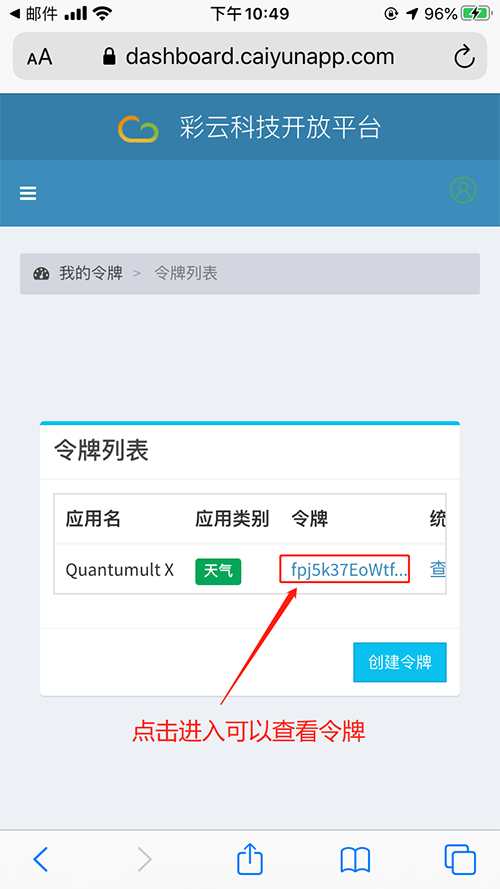 邮件 下午10:49 96%
AA dashboard.caiyunapp.com
彩云科技开放平台
我的令牌 > 令牌列表
令牌列表
应用名 应用类别 令牌 统
Quantumult X 天气 fpj5k37EoWtf... 查
创建令牌
点击进入可以查看令牌